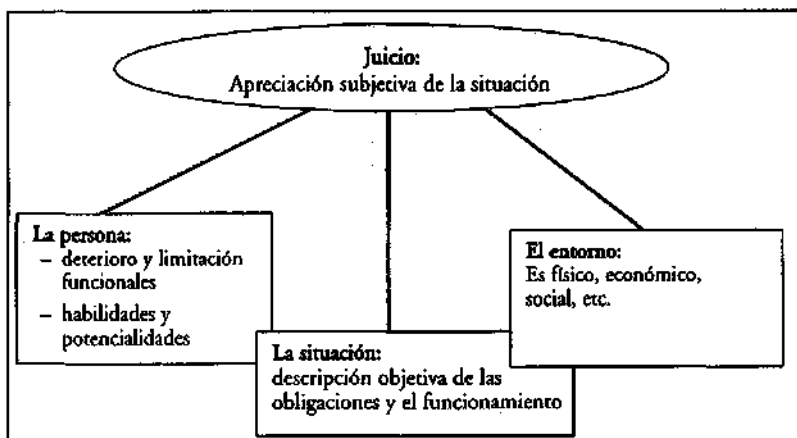 Juicio:
Apreciación subjetiva de la situación
La persona:
– deterioro y limitación
funcionales
– habilidades y
potencialidades
La situación:
descripción objetiva de las
obligaciones y el funcionamiento
El entorno:
Es físico, económico,
social, etc.